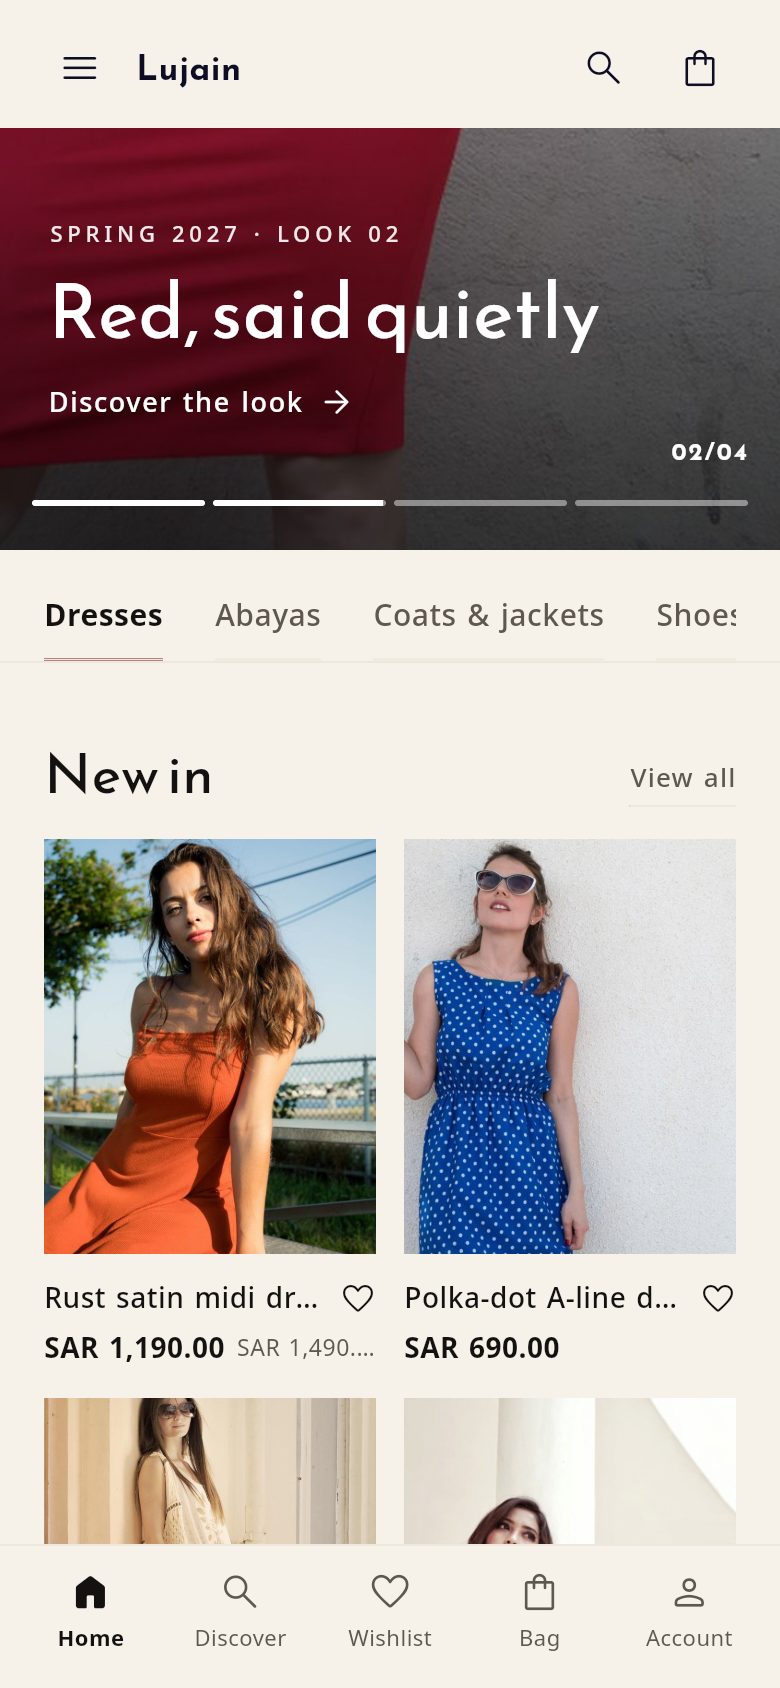 Lujain
SPRING 2027 · LOOK 02
Red, said quietly
Discover the look
02/04
Dresses Abayas Coats & jackets Shoes
New in View all
Rust satin midi dr... Polka-dot A-line d...
SAR 1,190.00 SAR 1,490.... SAR 690.00
Home Discover Wishlist Bag Account